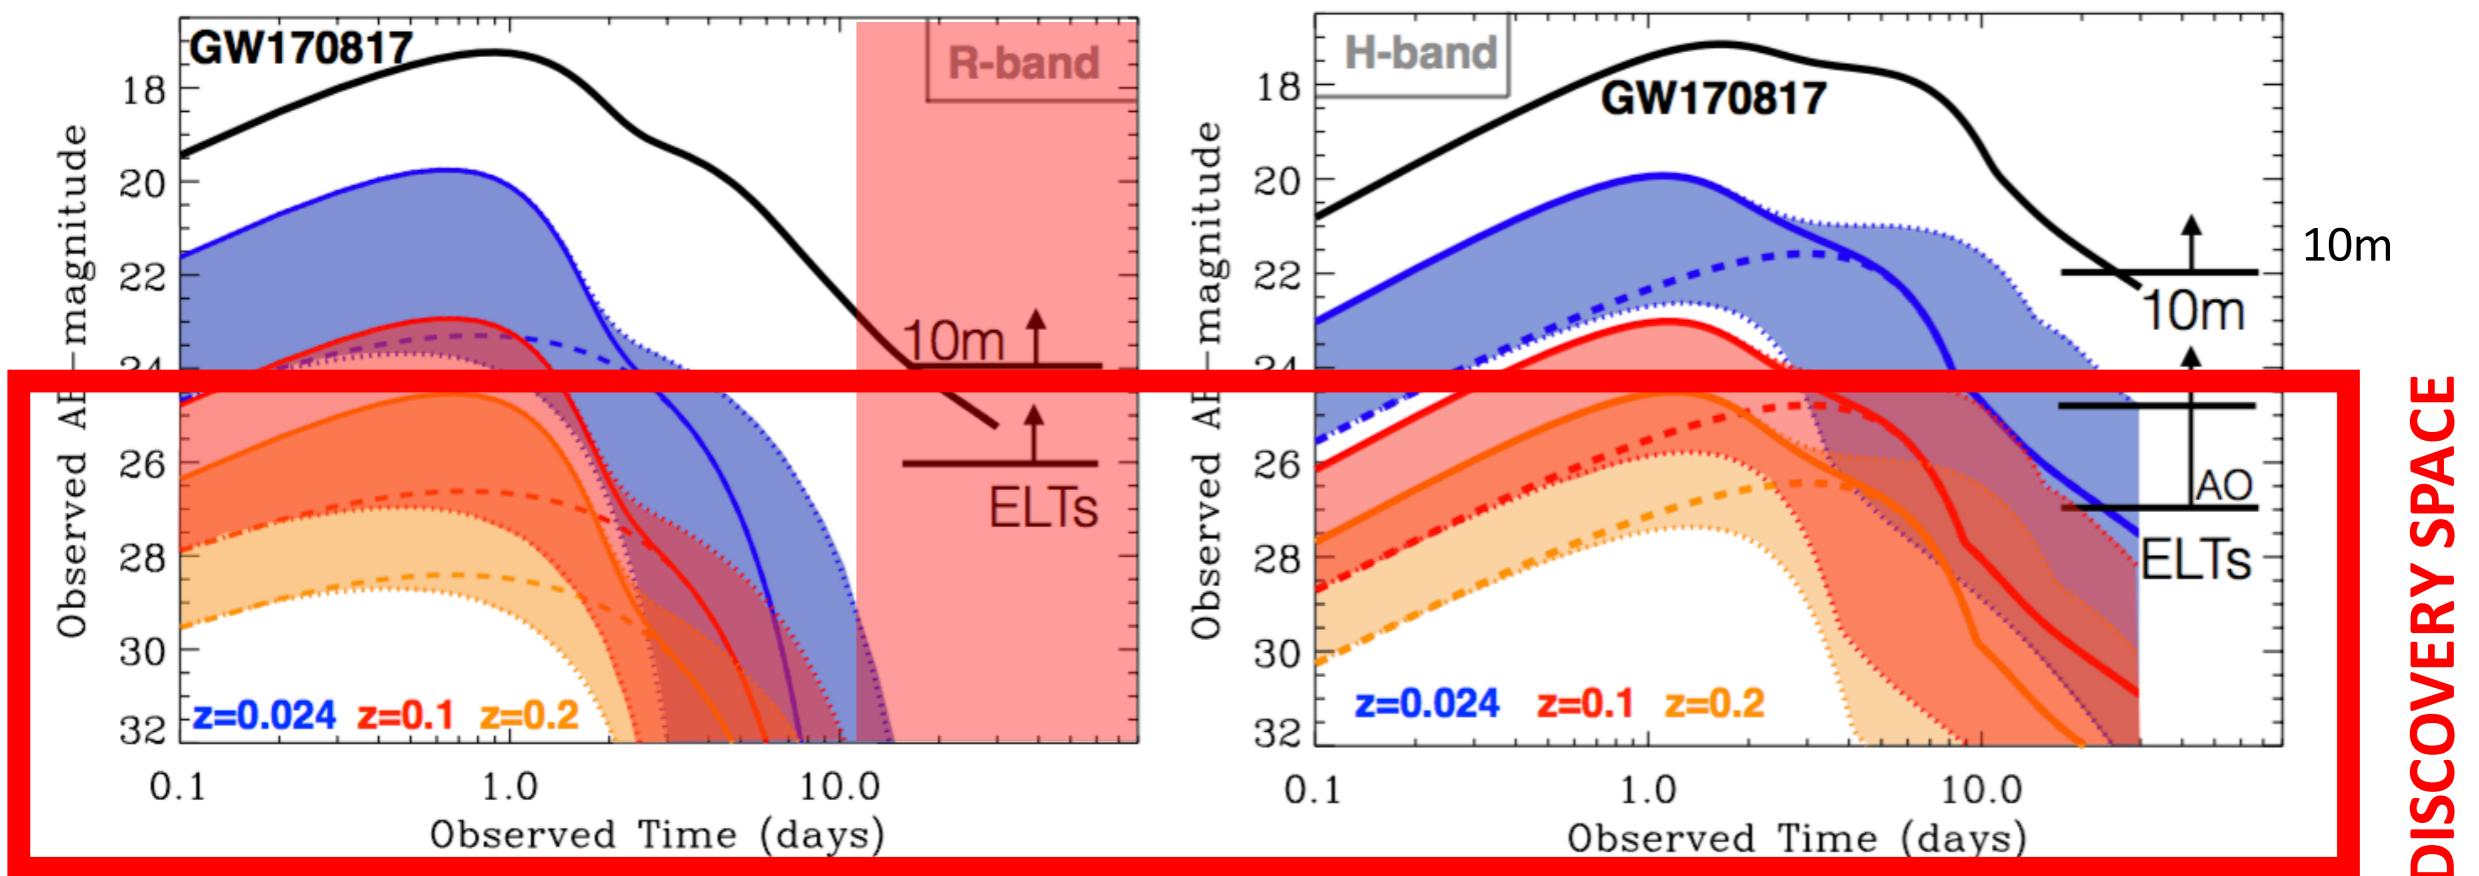 GW170817
R-band
18
20
22
24
26
28
30
32
Observed AB-magnitude
10m
ELTs
z=0.024 z=0.1 z=0.2
0.1 1.0 10.0
Observed Time (days)
H-band
GW170817
18
20
22
24
26
28
30
32
Observed AB-magnitude
10m
10m
AO
ELTs
z=0.024 z=0.1 z=0.2
0.1 1.0 10.0
Observed Time (days)
DISCOVERY SPACE